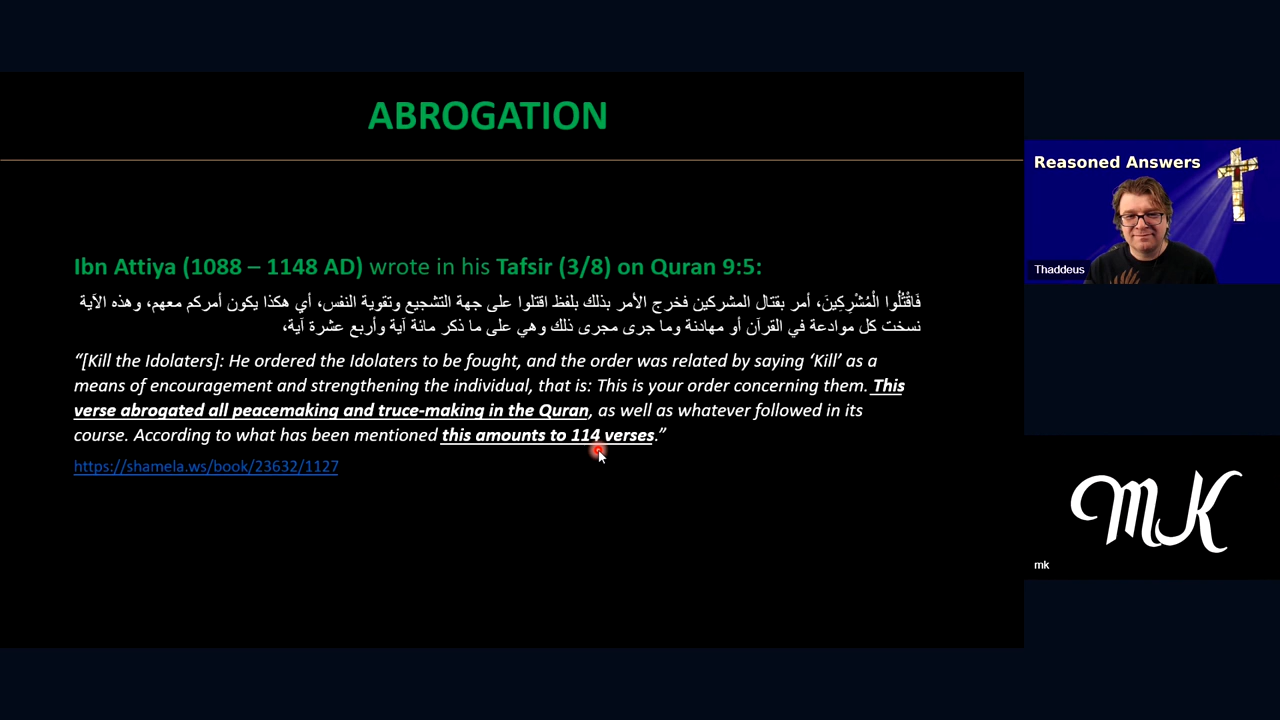 ABROGATION
Ibn Attiya (1088 – 1148 AD) wrote in his Tafsir (3/8) on Quran 9:5:
فَاقْتُلُوا الْمُشْرِكِينَ، أمر بقتال المشركين فخرج الأمر بذلك بلفظ اقتلوا على جهة التشجيع وتقوية النفس، أي هكذا يكون أمركم معهم، وهذه الآية
نسخت كل موادعة في القرآن أو مهادنة وما جرى مجرى ذلك وهي على ما ذكر مائة آية وأربع عشرة آية،
“[Kill the Idolaters]: He ordered the Idolaters to be fought, and the order was related by saying ‘Kill’ as a
means of encouragement and strengthening the individual, that is: This is your order concerning them. This
verse abrogated all peacemaking and truce-making in the Quran, as well as whatever followed in its
course. According to what has been mentioned this amounts to 114 verses.”
https://shamela.ws/book/23632/1127
Reasoned Answers
Thaddeus
MK
mk